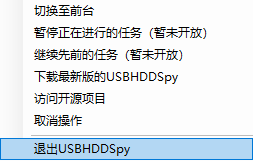 切换至前台
暂停正在进行的任务（暂未开放）
继续先前的任务（暂未开放）
下载最新版的USBHDDSpy
访问开源项目
取消操作
退出USBHDDSpy